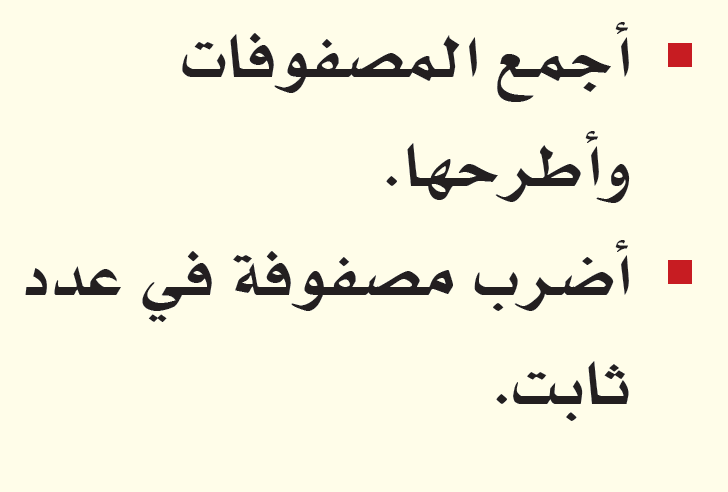 ▪ أجمع المصفوفات
وأطرحها.
▪ أضرب مصفوفة في عدد
ثابت.